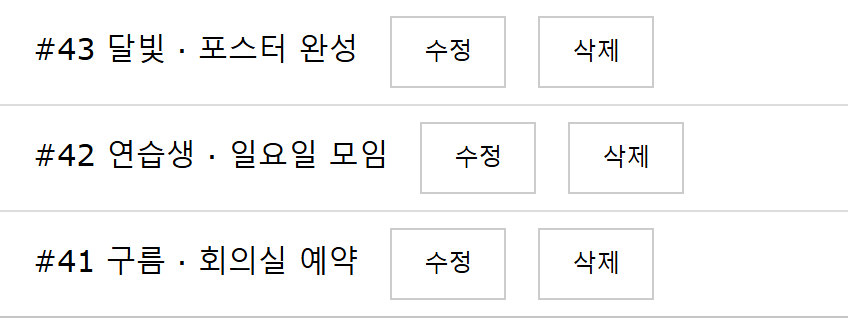 #43 달빛 · 포스터 완성 수정 삭제
#42 연습생 · 일요일 모임 수정 삭제
#41 구름 · 회의실 예약 수정 삭제